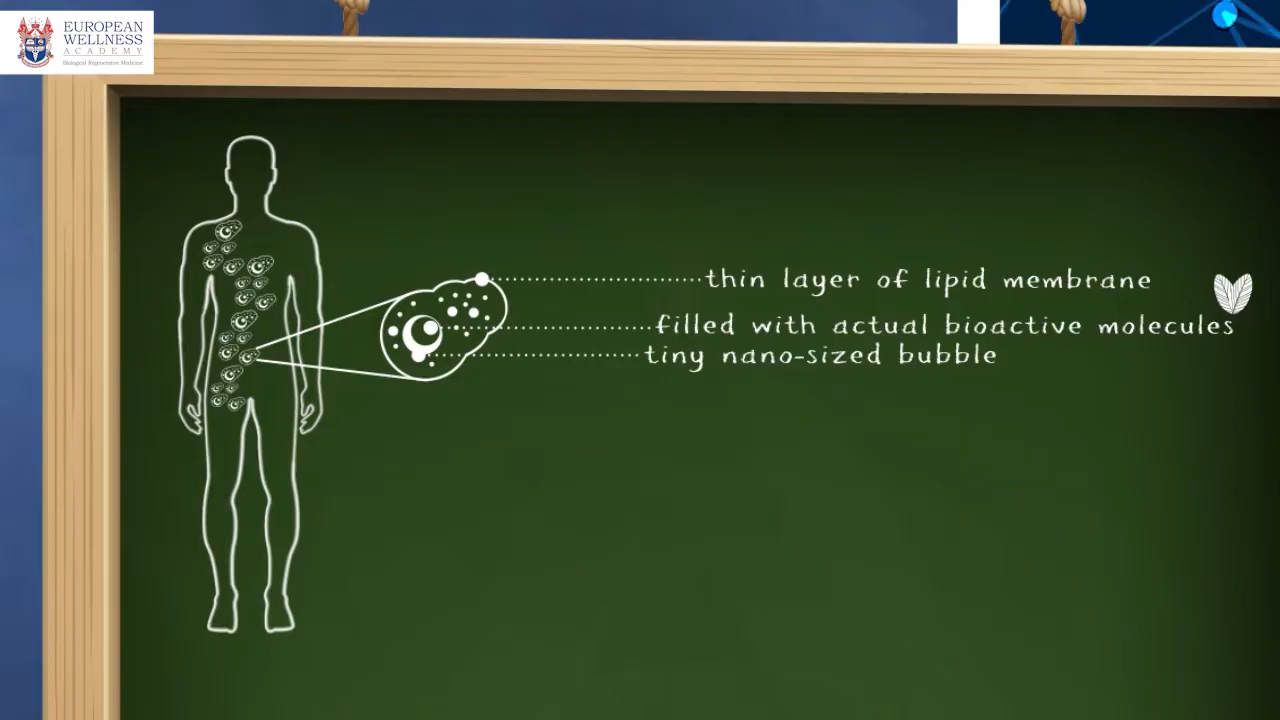 EUROPEAN
WELLNESS
ACADEMY
Biological Regenerative Medicine
thin layer of lipid membrane
filled with actual bioactive molecules
tiny nano-sized bubble